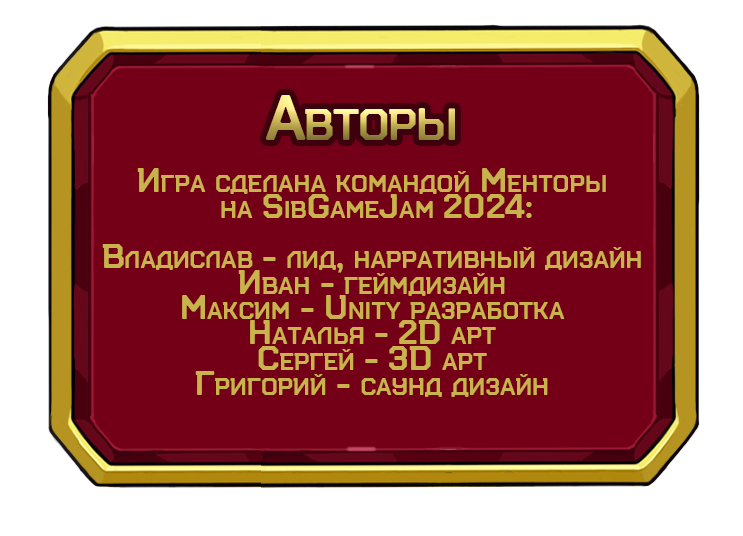 Авторы
Игра сделана командой Менторы
на SibGameJam 2024:
Владислав - лид, нарративный дизайн
Иван - геймдизайн
Максим - Unity разработка
Наталья - 2D арт
Сергей - 3D арт
Григорий - саунд дизайн